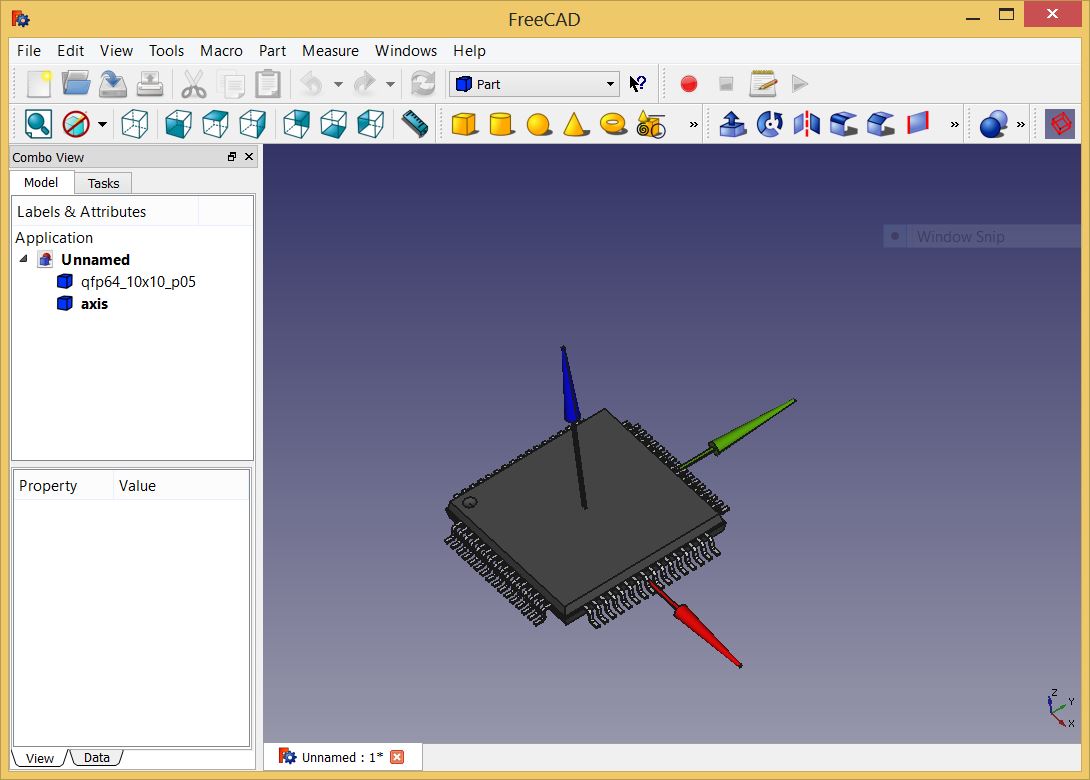 FreeCAD
File Edit View Tools Macro Part Measure Windows Help
Part
Combo View
Model Tasks
Labels & Attributes
Application
Unnamed
qfp64_10x10_p05
axis
Window Snip
Property Value
Z
Y
X
View Data
Unnamed : 1*